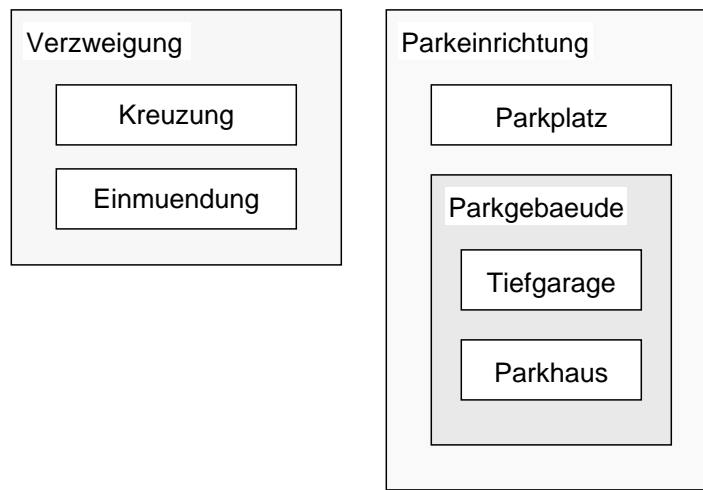 Verzweigung
Kreuzung
Einmuendung
Parkeinrichtung
Parkplatz
Parkgebaeude
Tiefgarage
Parkhaus